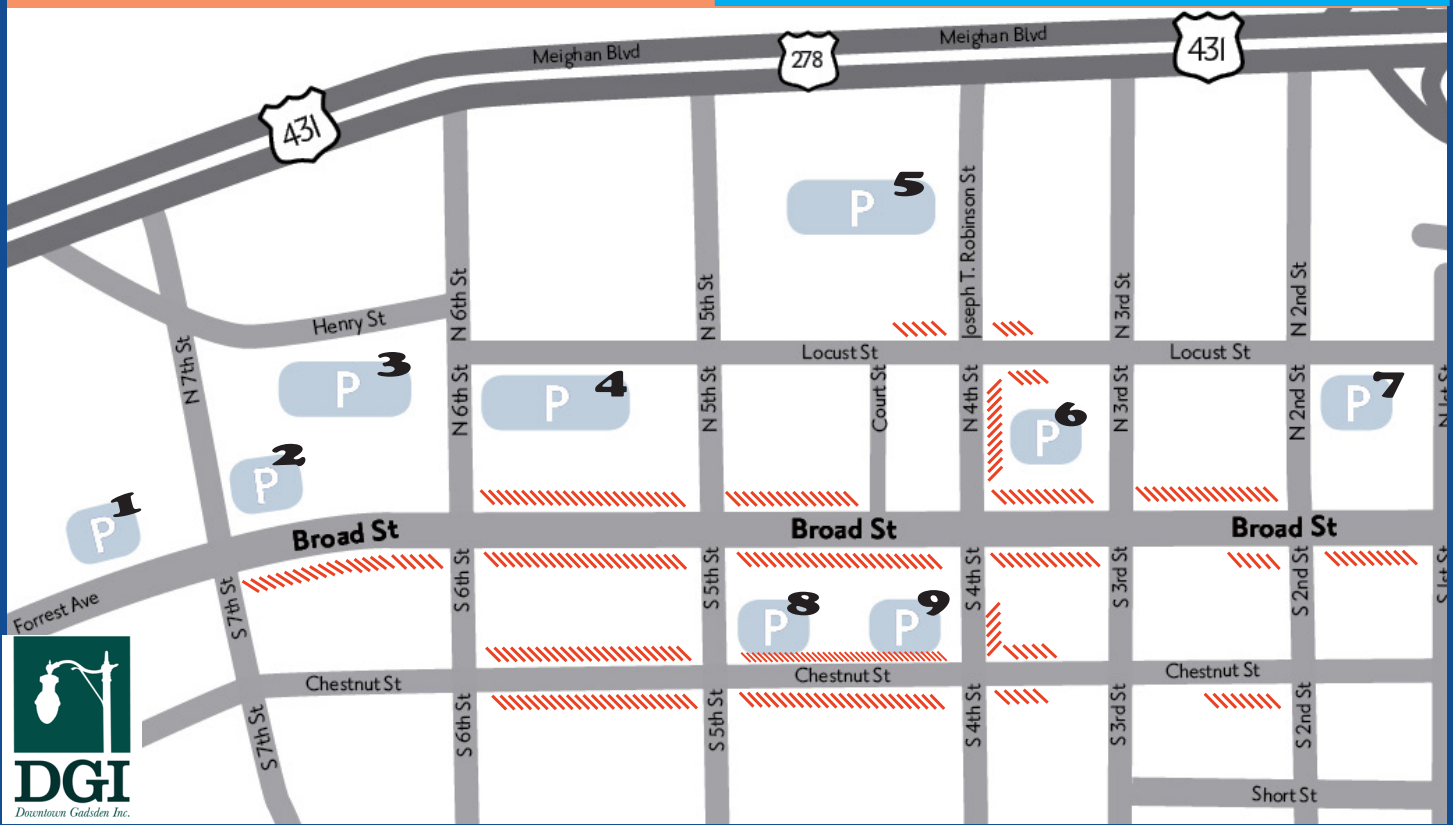 Meighan Blvd
278
Meighan Blvd
431
431
N 6th St
N 5th St
Joseph T. Robinson St
N 3rd St
N 2nd St
P 5
Henry St
Locust St
Locust St
N 7th St
P 3
N 6th St
P 4
N 5th St
Court St
N 4th St
P 6
N 3rd St
N 2nd St
P 7
N 1st St
P 2
P 1
Broad St
Broad St
Broad St
Forrest Ave
S 7th St
S 6th St
S 5th St
P 8
P 9
S 4th St
S 3rd St
S 2nd St
Chestnut St
Chestnut St
Chestnut St
S 7th St
S 6th St
S 5th St
S 4th St
S 3rd St
S 2nd St
Short St
DGI
Downtown Gadsden Inc.